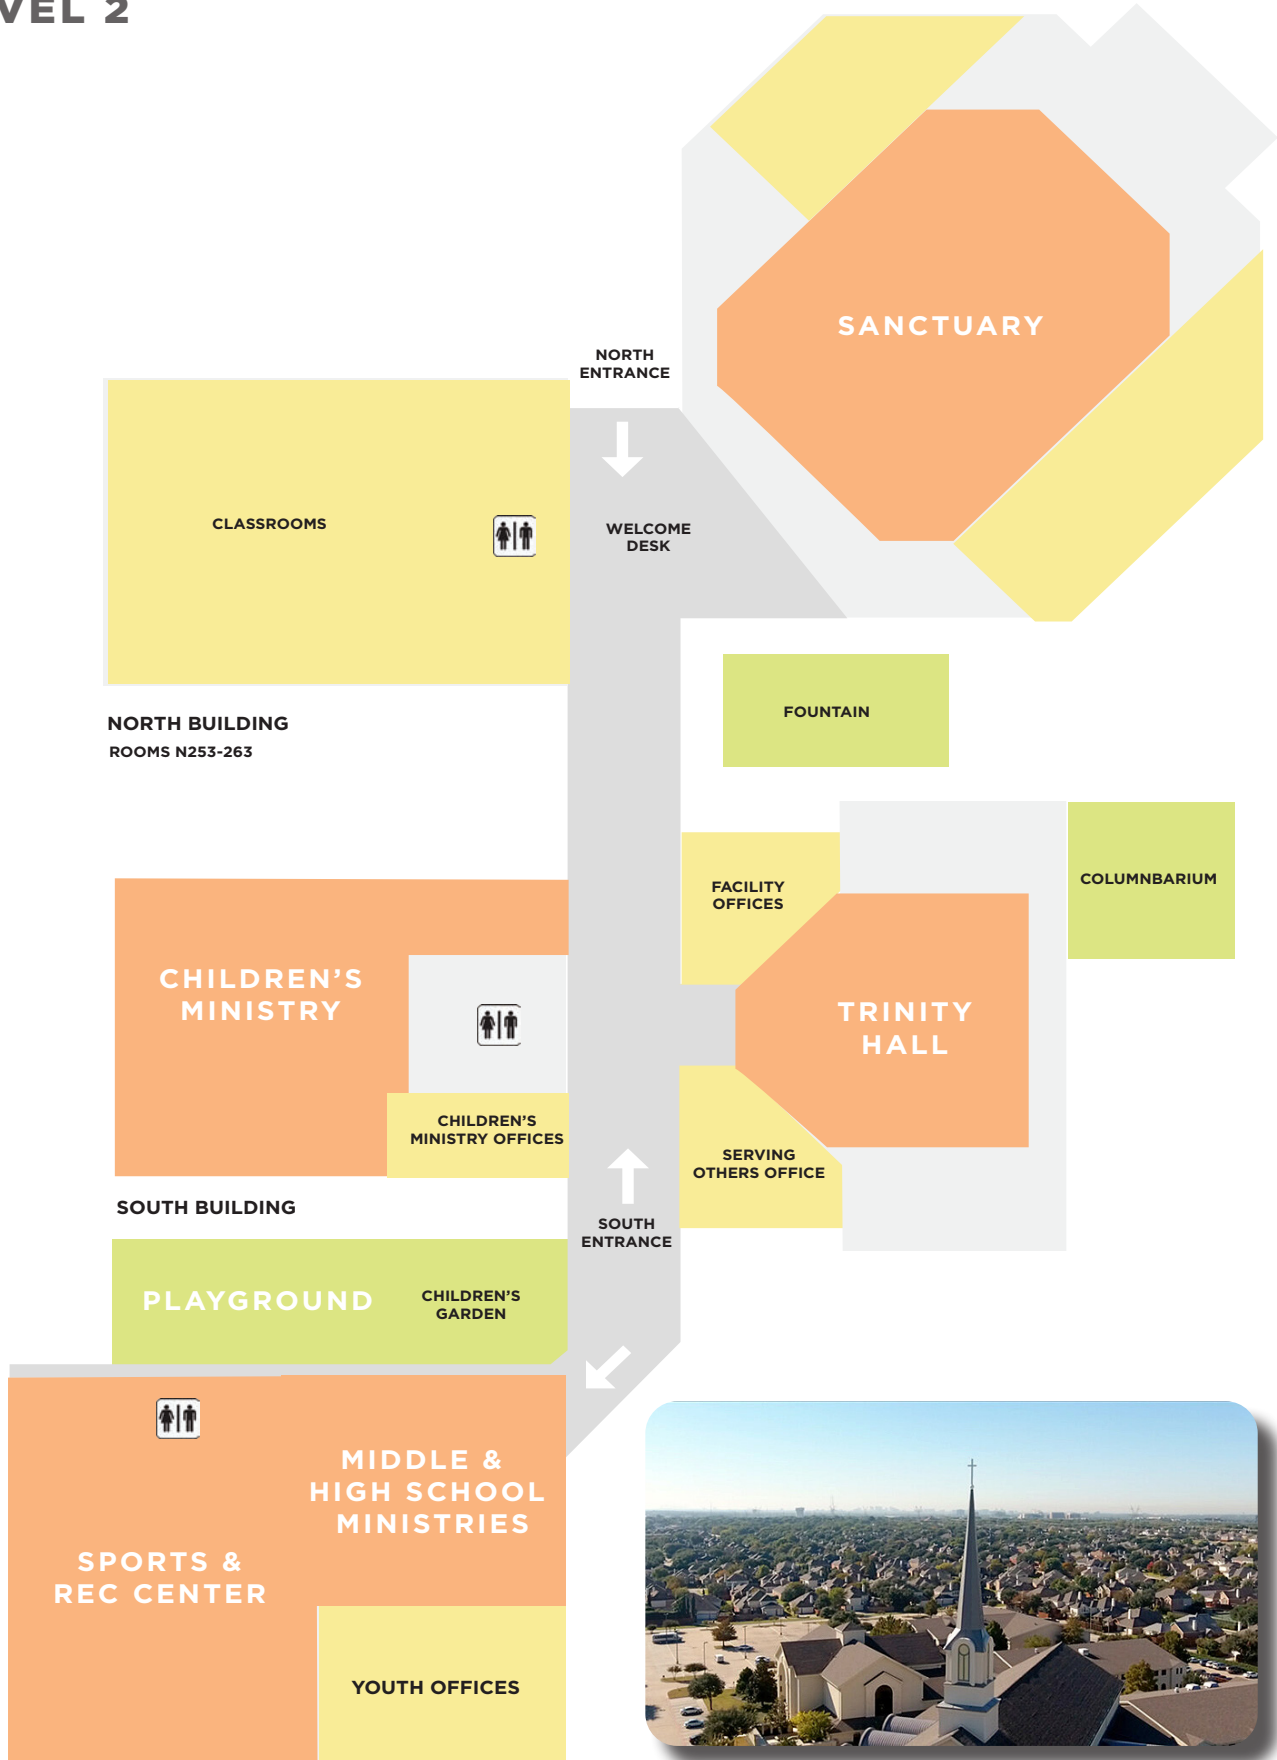 VEL 2
SANCTUARY
NORTH
ENTRANCE
CLASSROOMS
WELCOME
DESK
NORTH BUILDING
ROOMS N253-263
FOUNTAIN
FACILITY
OFFICES
COLUMNBARIUM
CHILDREN'S
MINISTRY
TRINITY
HALL
CHILDREN'S
MINISTRY OFFICES
SERVING
OTHERS OFFICE
SOUTH BUILDING
SOUTH
ENTRANCE
PLAYGROUND
CHILDREN'S
GARDEN
MIDDLE &
HIGH SCHOOL
MINISTRIES
SPORTS &
REC CENTER
YOUTH OFFICES